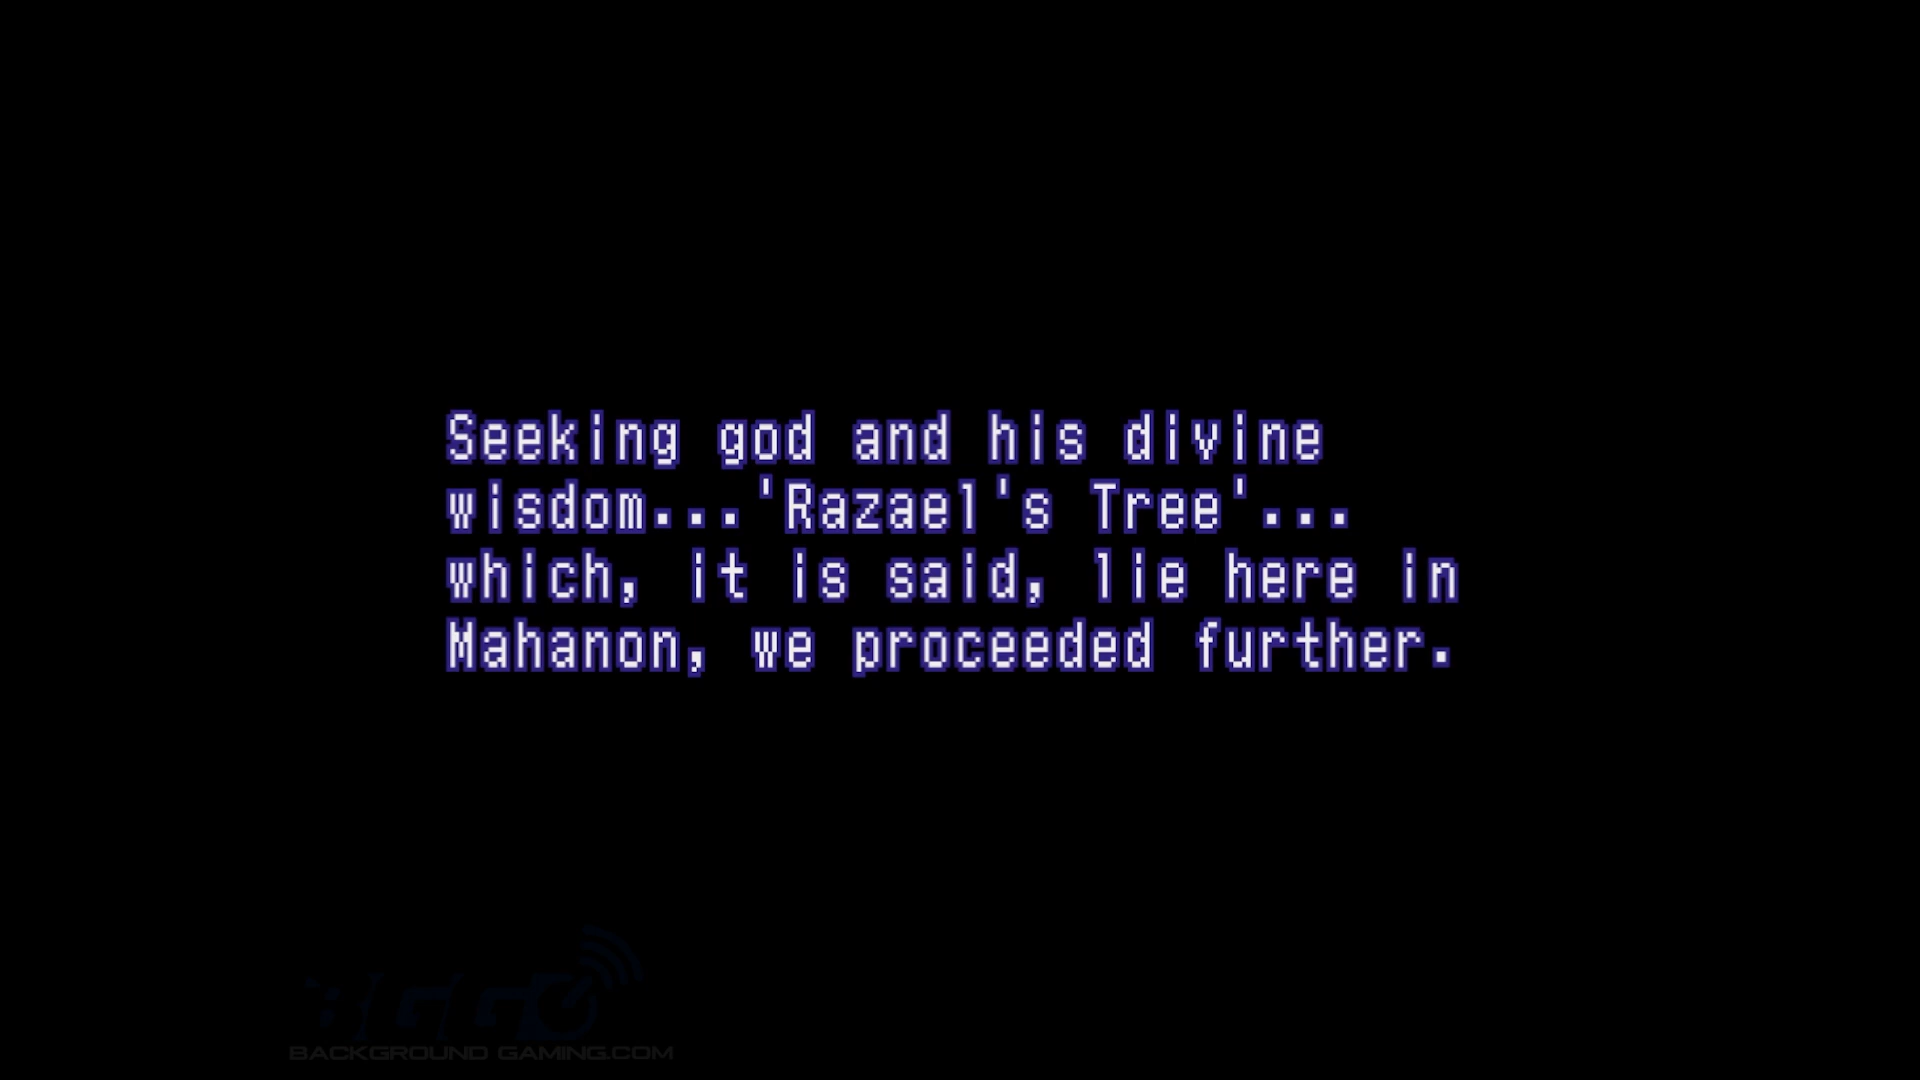 Seeking god and his divine
wisdom...'Razael's Tree'...
which, it is said, lie here in
Mahanon, we proceeded further.
BGGO
BACKGROUND GAMING.COM